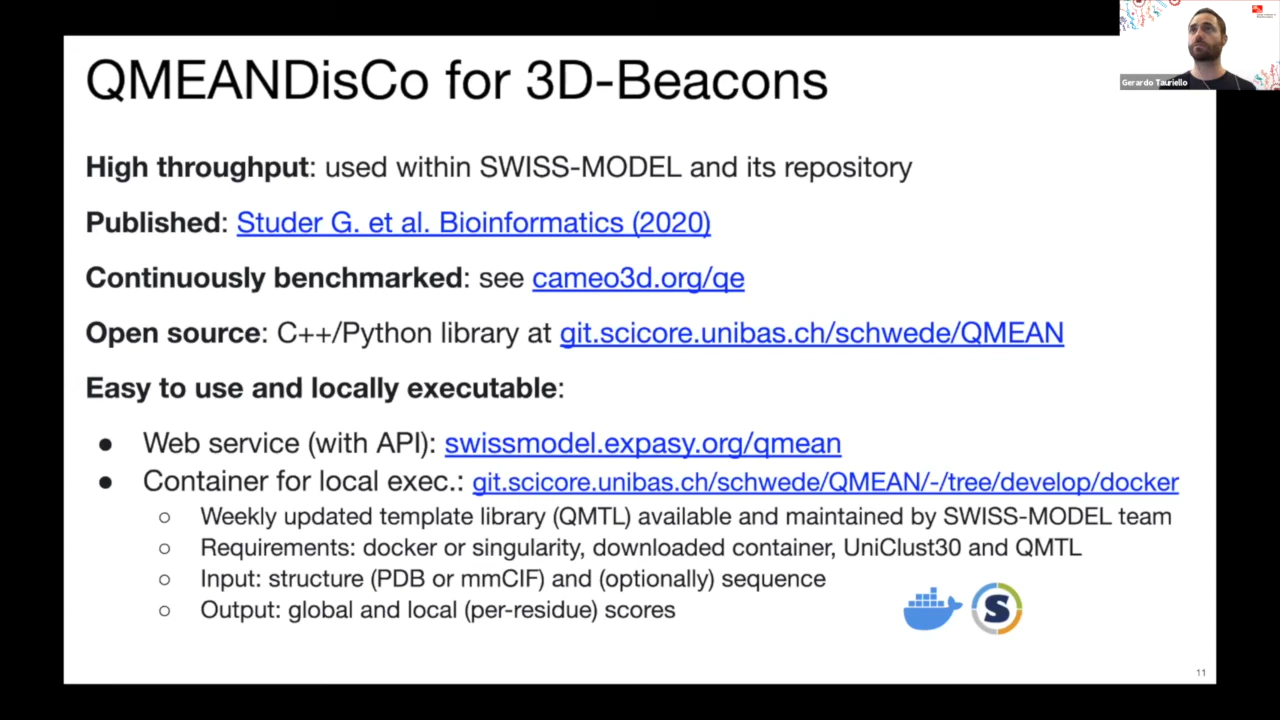 QMEANDisCo for 3D-Beacons
Gerardo Tauriello
High throughput: used within SWISS-MODEL and its repository
Published: Studer G. et al. Bioinformatics (2020)
Continuously benchmarked: see cameo3d.org/qe
Open source: C++/Python library at git.scicore.unibas.ch/schwede/QMEAN
Easy to use and locally executable:
● Web service (with API): swissmodel.expasy.org/qmean
● Container for local exec.: git.scicore.unibas.ch/schwede/QMEAN/-/tree/develop/docker
○ Weekly updated template library (QMTL) available and maintained by SWISS-MODEL team
○ Requirements: docker or singularity, downloaded container, UniClust30 and QMTL
○ Input: structure (PDB or mmCIF) and (optionally) sequence
○ Output: global and local (per-residue) scores
S
11